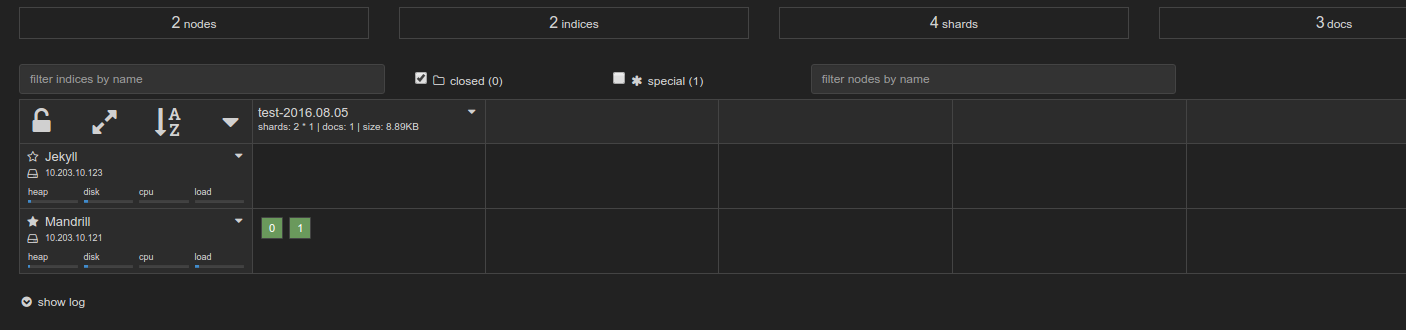 2 nodes
2 indices
4 shards
3 docs
filter indices by name
closed (0)
special (1)
filter nodes by name
A
Z
test-2016.08.05
shards: 2 * 1 | docs: 1 | size: 8.89KB
Jekyll
10.203.10.123
heap disk cpu load
Mandrill
0 1
10.203.10.121
heap disk cpu load
show log